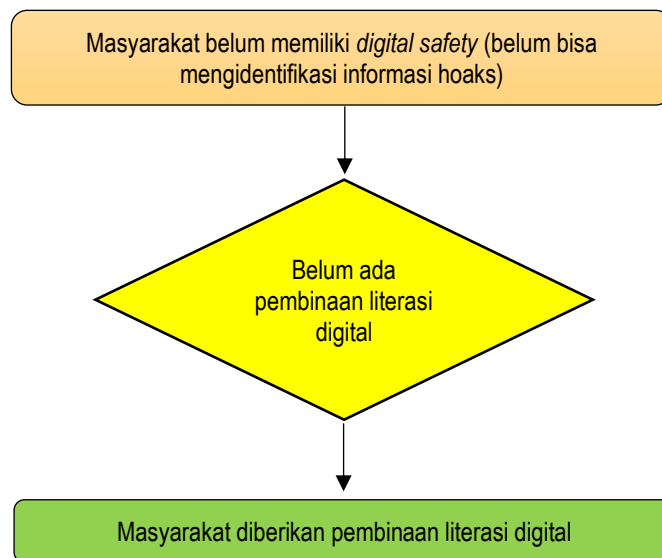 Masyarakat belum memiliki digital safety (belum bisa
mengidentifikasi informasi hoaks)
Belum ada
pembinaan literasi
digital
Masyarakat diberikan pembinaan literasi digital